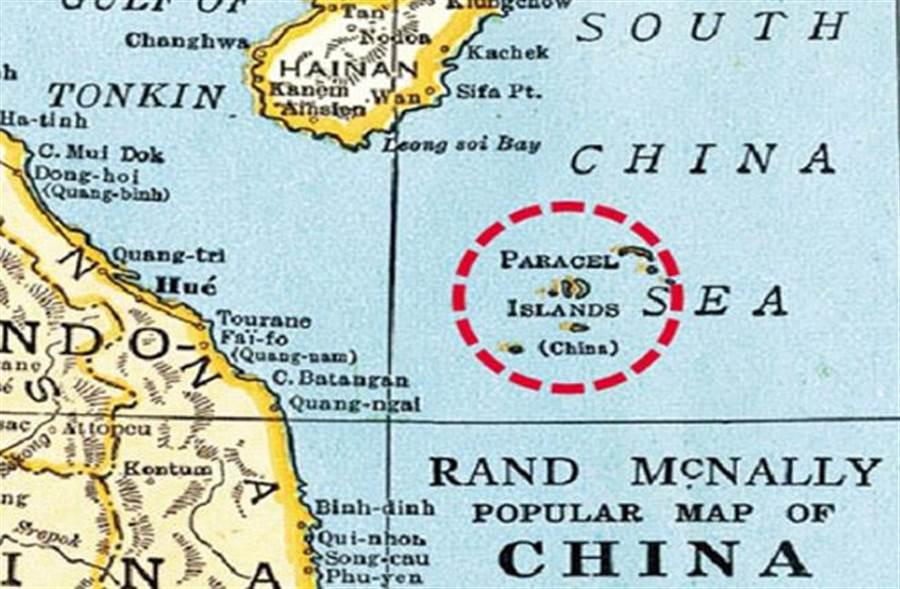 GULF OF
TONKIN
Tan
Nodoa
Kiungchow
Changhwa
Kachek
HAINAN
Kanem
Wan
Sifa Pt.
Leong soi Bay
Ha-tinh
C. Mui Dok
Dong-hoi
(Quang-binh)
Quang-tri
Hué
Tourane
Faï-fo
(Quang-nam)
C. Batangan
Quang-ngai
Attopeu
Kontum
Binh-dinh
Qui-nhon
Song-cau
Phu-yen
SOUTH
CHINA
SEA
PARACEL
ISLANDS
(China)
RAND McNALLY
POPULAR MAP OF
CHINA